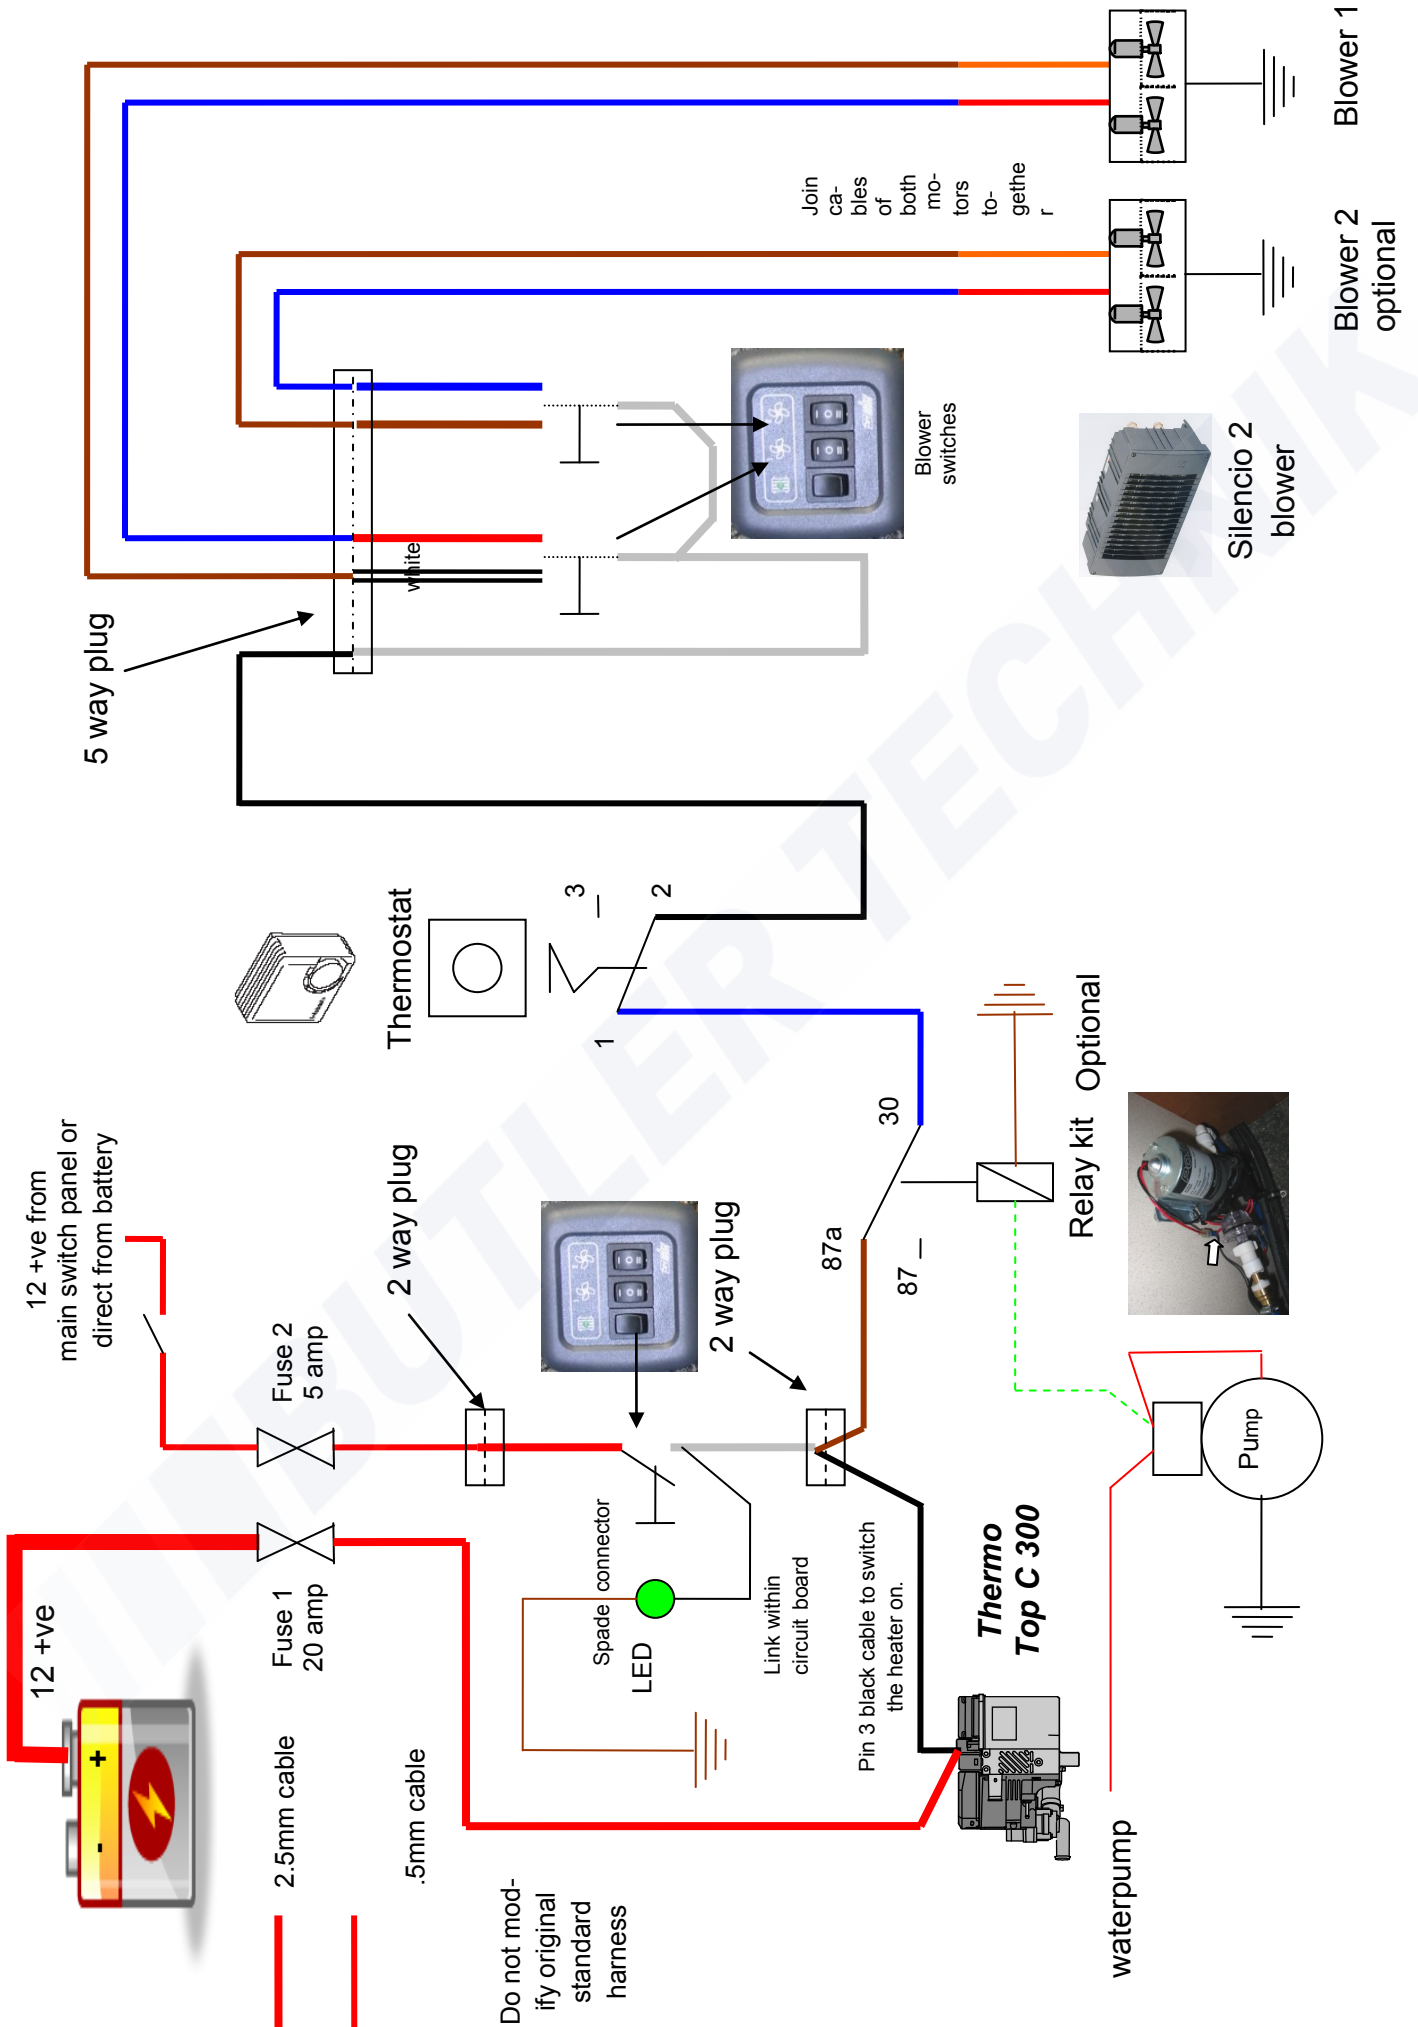 12 +ve
12 +ve from
main switch panel or
direct from battery
5 way plug
Fuse 1
20 amp
Fuse 2
5 amp
2 way plug
Thermostat
1
3
2
white
2.5mm cable
.5mm cable
Do not mod-
ify original
standard
harness
+
-
Spade connector
LED
Link within
circuit board
2 way plug
Pin 3 black cable to switch
the heater on.
87a
30
87
Thermo
Top C 300
Relay kit Optional
waterpump
Pump
Join
ca-
bles
of
both
mo-
tors
to-
gethe
r
Blower
switches
Silencio 2
blower
Blower 2
optional
Blower 1
BUTLER TECHNIK